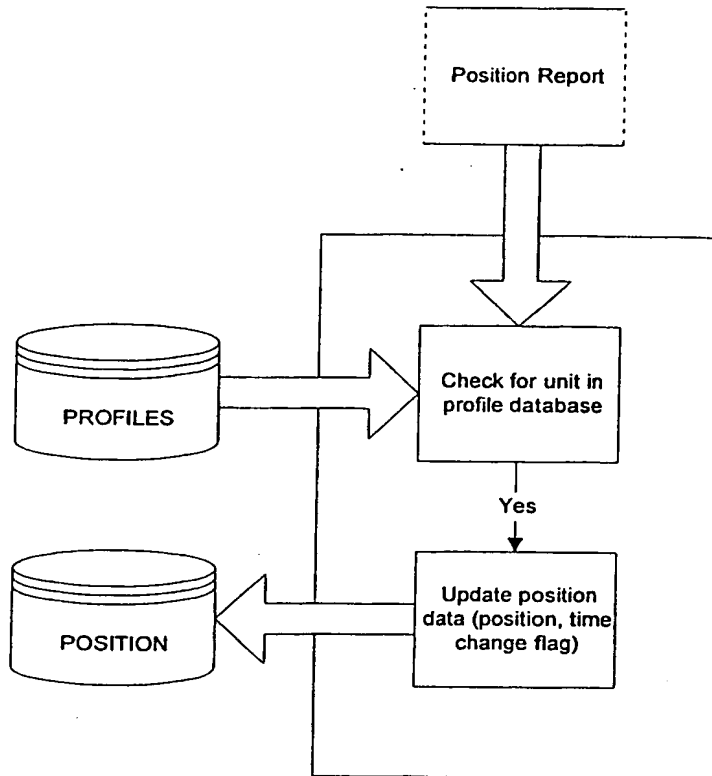 Position Report
Check for unit in
profile database
PROFILES
Yes
Update position
data (position, time
change flag)
POSITION